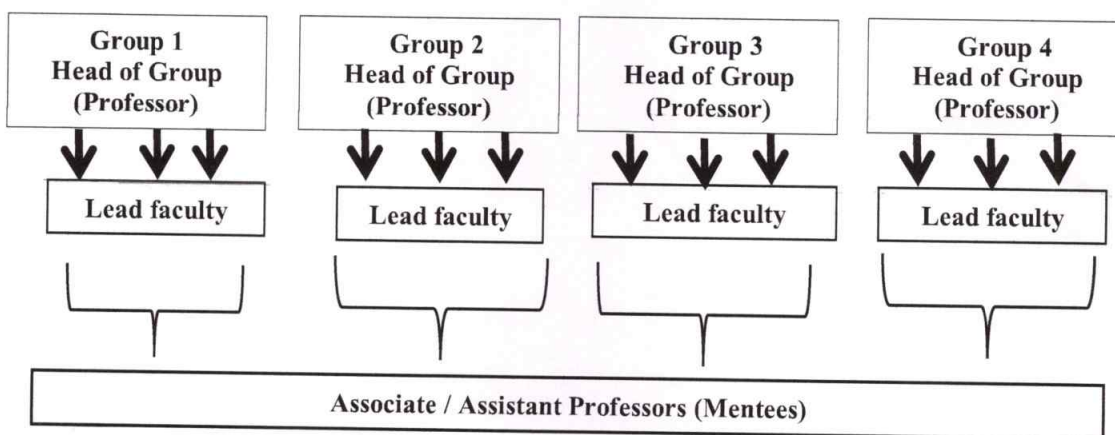 Group 1
Head of Group
(Professor)
Group 2
Head of Group
(Professor)
Group 3
Head of Group
(Professor)
Group 4
Head of Group
(Professor)
Lead faculty
Lead faculty
Lead faculty
Lead faculty
Associate / Assistant Professors (Mentees)